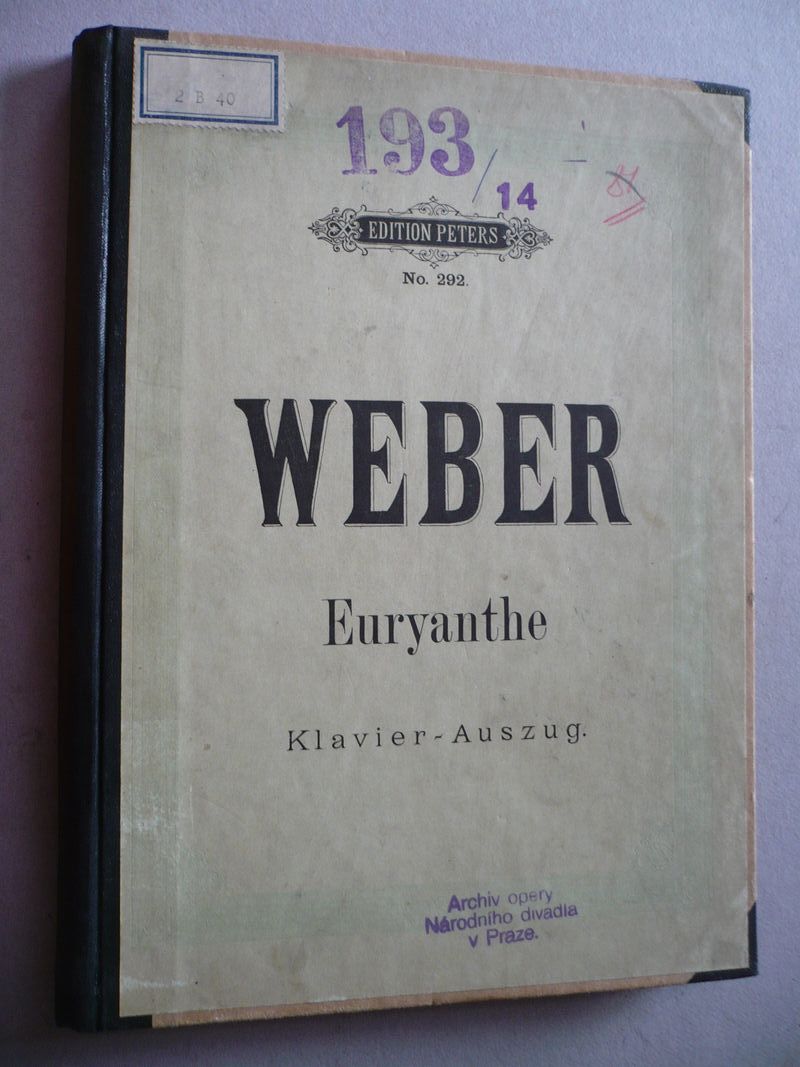 2 B 40
193/
14
EDITION PETERS
No. 292.
WEBER
Euryanthe
Klavier-Auszug.
Archiv opery
Národního divadla
v Praze.